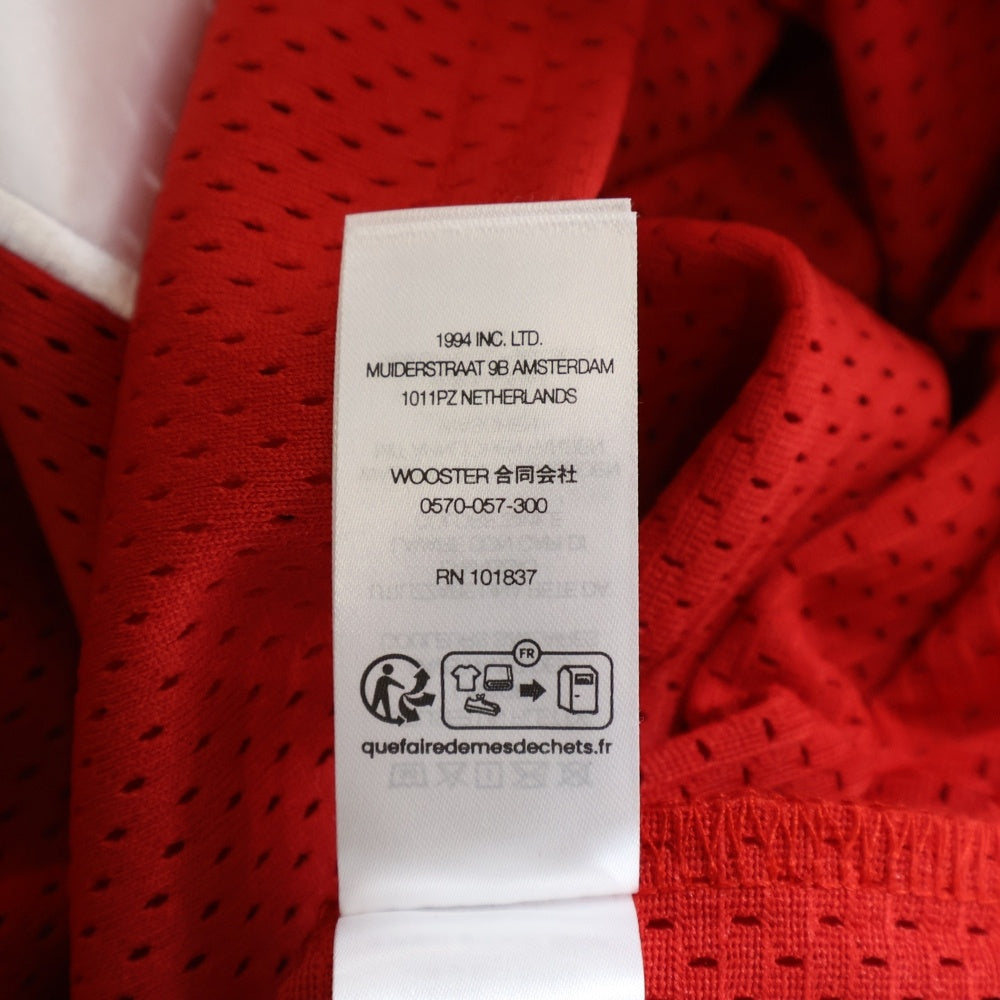 1994 INC. LTD.
MUIDERSTRAAT 9B AMSTERDAM
1011PZ NETHERLANDS
WOOSTER 合同会社
0570-057-300
RN 101837
FR
quefairedemesdechets.fr